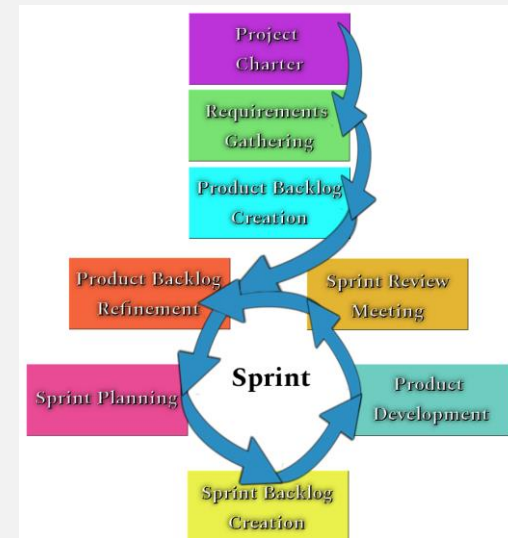 Project
Charter
Requirements
Gathering
Product Backlog
Creation
Product Backlog
Refinement
Sprint Review
Meeting
Sprint
Sprint Planning
Product
Development
Sprint Backlog
Creation